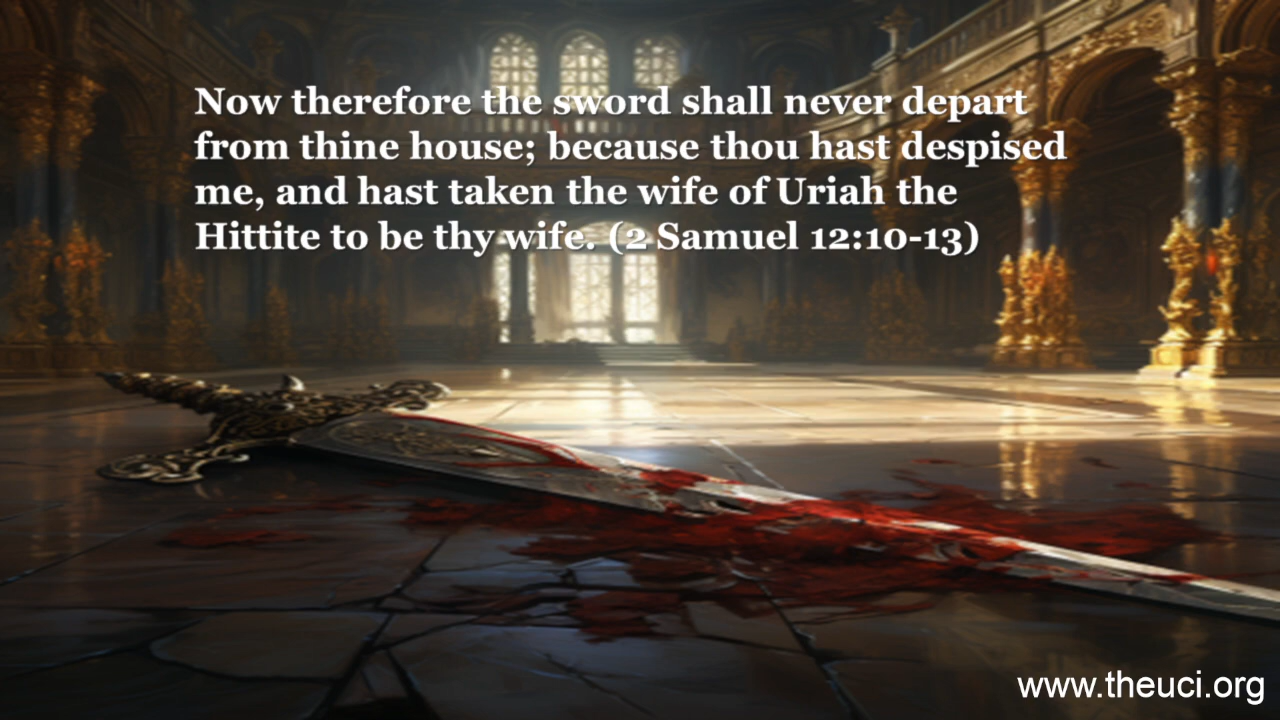 Now therefore the sword shall never depart
from thine house; because thou hast despised
me, and hast taken the wife of Uriah the
Hittite to be thy wife. (2 Samuel 12:10-13)
www.theuci.org